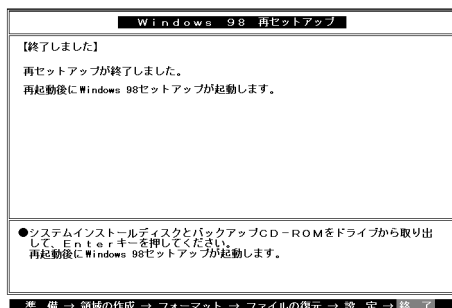 Ｗｉｎｄｏｗｓ　９８　再セットアップ
【終了しました】
再セットアップが終了しました。
再起動後にWindows 98セットアップが起動します。
●システムインストールディスクとバックアップＣＤ－ＲＯＭをドライブから取り出
して、Ｅｎｔｅｒキーを押してください。
再起動後にWindows 98セットアップが起動します。
準　備 → 領域の作成 → フォーマット → ファイルの復元 → 設　定 → 終　了